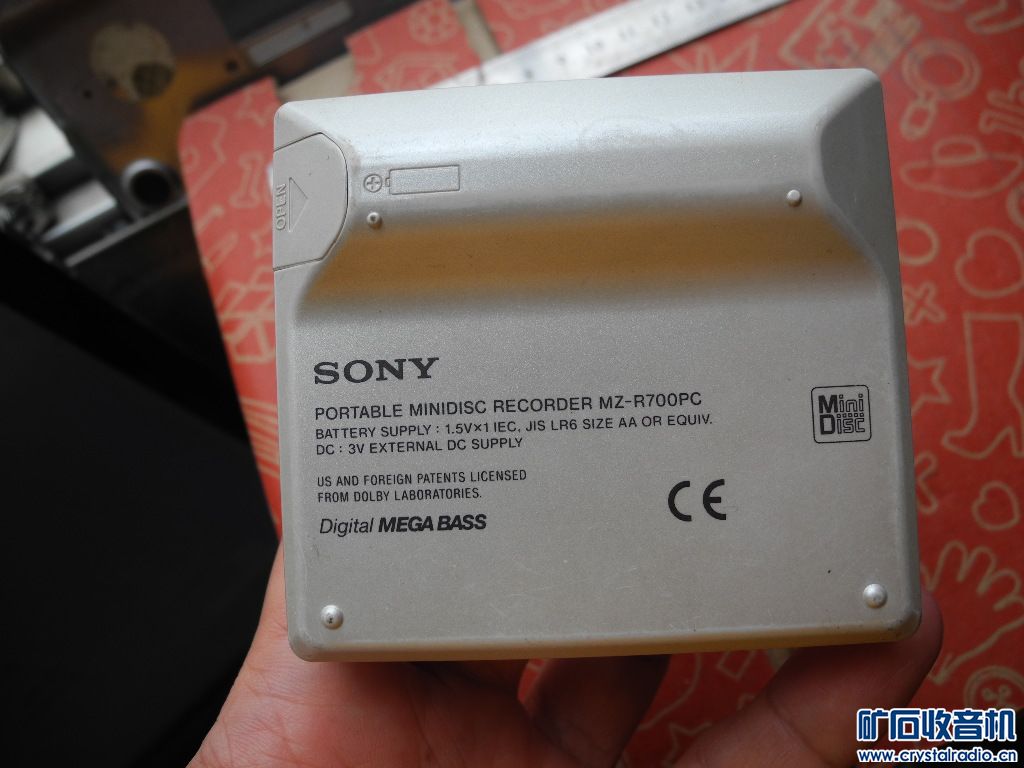 OPEN
SONY
PORTABLE MINIDISC RECORDER MZ-R700PC
BATTERY SUPPLY : 1.5V×1 IEC, JIS LR6 SIZE AA OR EQUIV.
DC : 3V EXTERNAL DC SUPPLY
Mini
Disc
US AND FOREIGN PATENTS LICENSED
FROM DOLBY LABORATORIES.
Digital MEGA BASS
CE
矿石收音机
www.crystalradio.cn